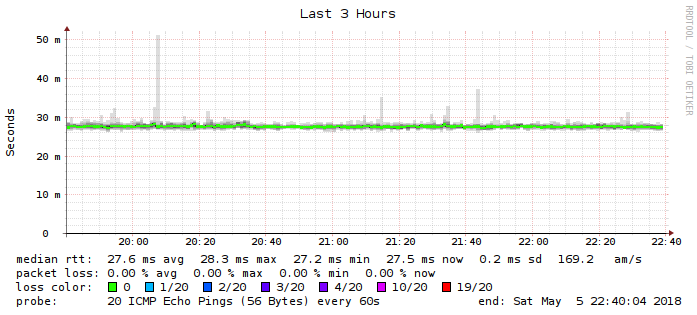 Last 3 Hours
RRDTOOL / TOBI OETIKER
Seconds
50 m
40 m
30 m
20 m
10 m
0
20:00 20:20 20:40 21:00 21:20 21:40 22:00 22:20 22:40
median rtt: 27.6 ms avg 28.3 ms max 27.2 ms min 27.5 ms now 0.2 ms sd 169.2 am/s
packet loss: 0.00 % avg 0.00 % max 0.00 % min 0.00 % now
loss color: 0 1/20 2/20 3/20 4/20 10/20 19/20
probe: 20 ICMP Echo Pings (56 Bytes) every 60s end: Sat May 5 22:40:04 2018